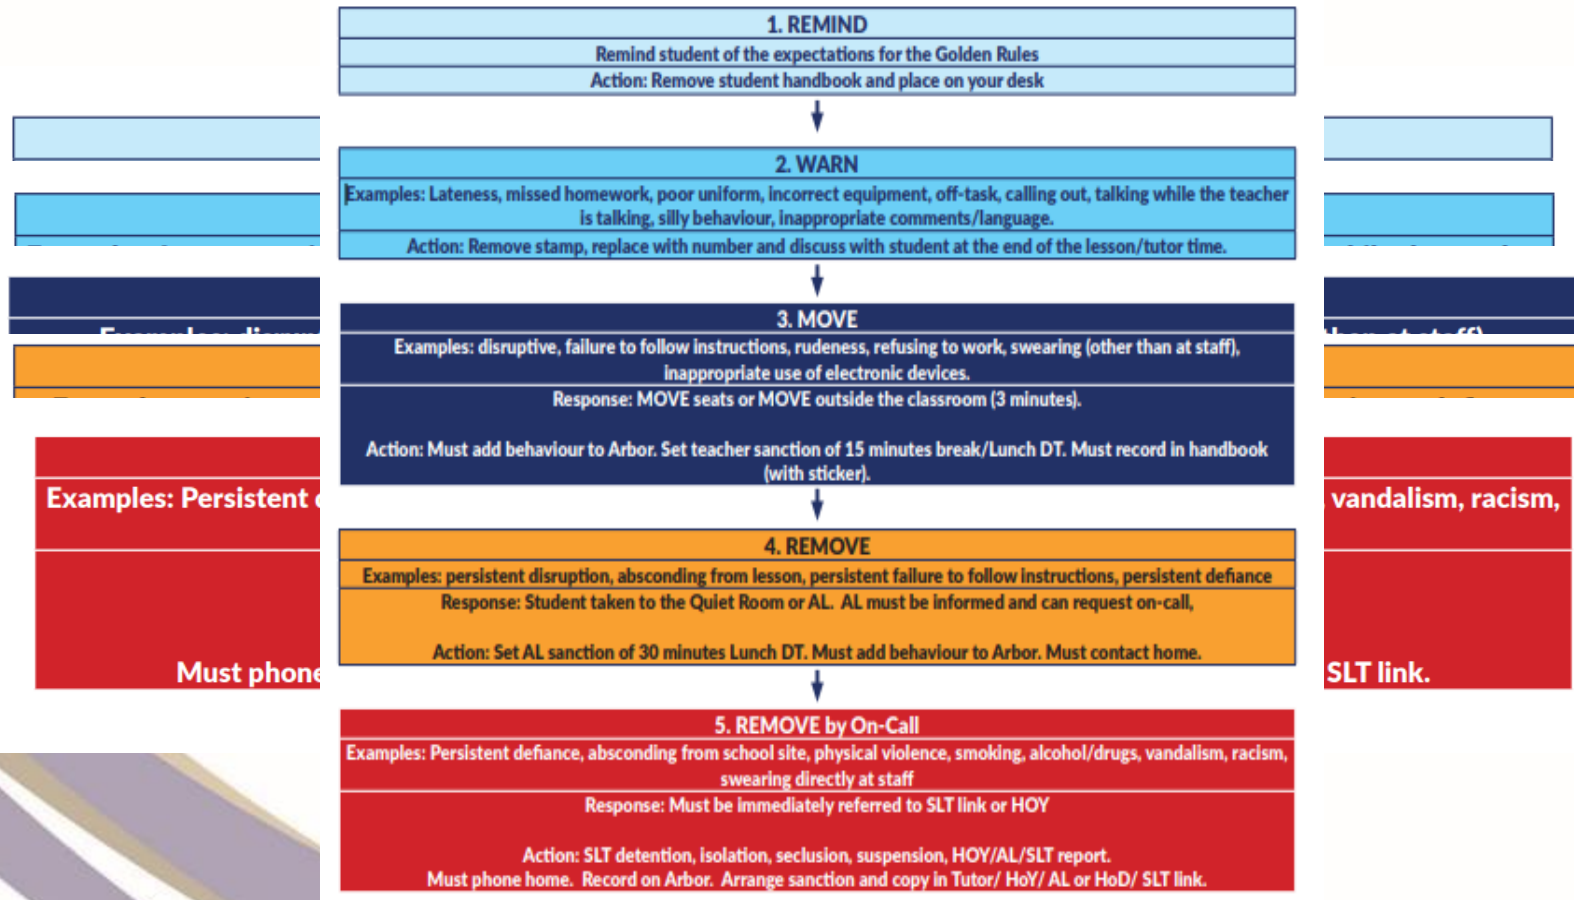 1. REMIND
Remind student of the expectations for the Golden Rules
Action: Remove student handbook and place on your desk
2. WARN
Examples: Lateness, missed homework, poor uniform, incorrect equipment, off-task, calling out, talking while the teacher
is talking, silly behaviour, inappropriate comments/language.
Action: Remove stamp, replace with number and discuss with student at the end of the lesson/tutor time.
3. MOVE
Examples: disruptive, failure to follow instructions, rudeness, refusing to work, swearing (other than at staff),
inappropriate use of electronic devices.
Response: MOVE seats or MOVE outside the classroom (3 minutes).
Action: Must add behaviour to Arbor. Set teacher sanction of 15 minutes break/Lunch DT. Must record in handbook
(with sticker).
4. REMOVE
Examples: persistent disruption, absconding from lesson, persistent failure to follow instructions, persistent defiance
Response: Student taken to the Quiet Room or AL. AL must be informed and can request on-call,
Action: Set AL sanction of 30 minutes Lunch DT. Must add behaviour to Arbor. Must contact home.
5. REMOVE by On-Call
Examples: Persistent defiance, absconding from school site, physical violence, smoking, alcohol/drugs, vandalism, racism,
swearing directly at staff
Response: Must be immediately referred to SLT link or HOY
Action: SLT detention, isolation, seclusion, suspension, HOY/AL/SLT report.
Must phone home. Record on Arbor. Arrange sanction and copy in Tutor/ HoY/ AL or HoD/ SLT link.
than at staff)
Examples: Persistent
vandalism, racism,
Must phone
SLT link.